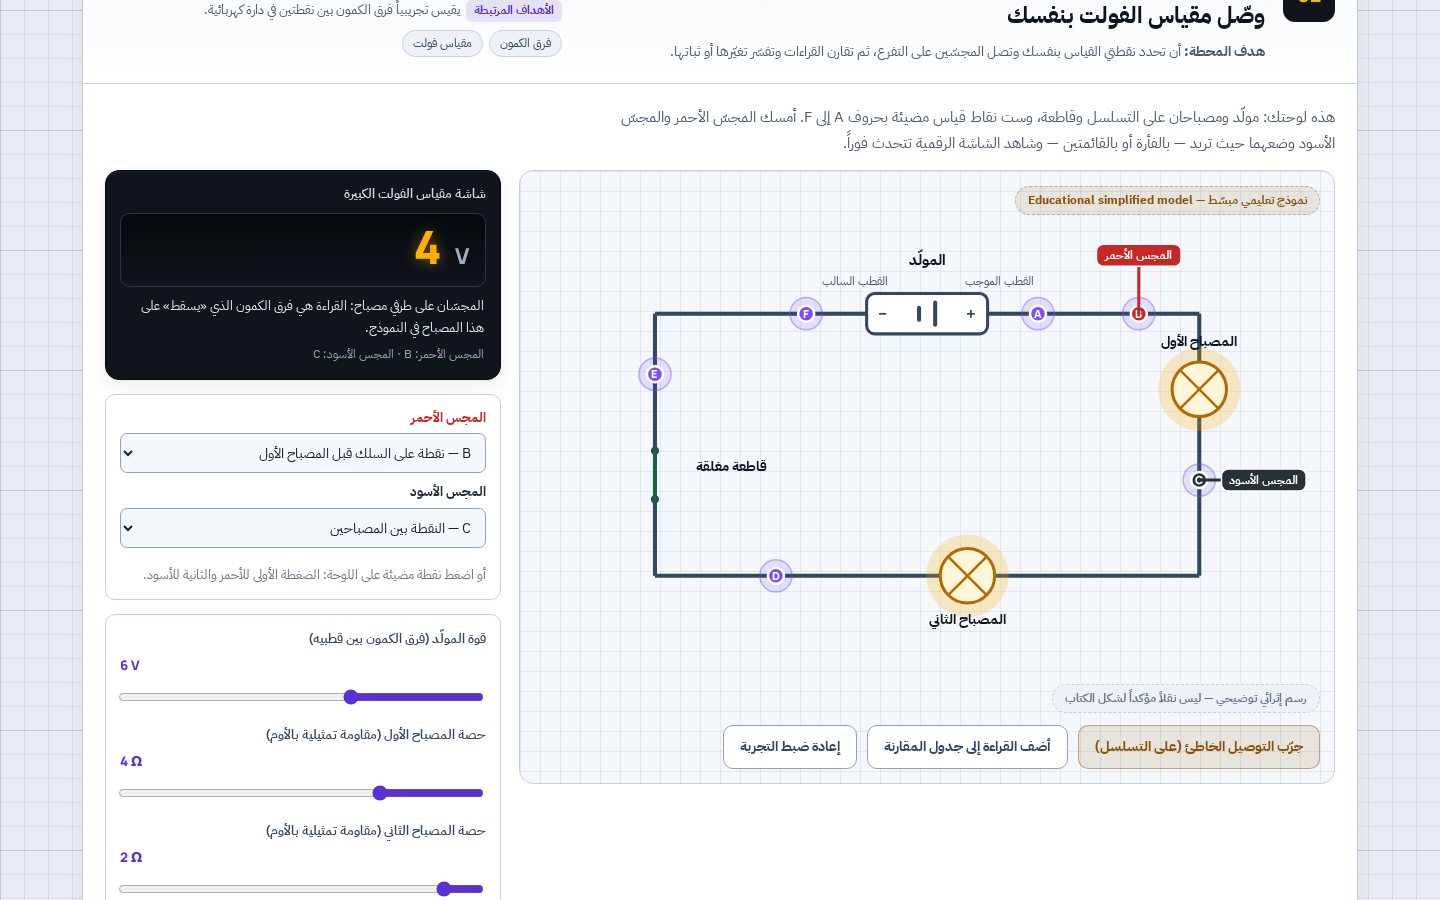 وصّل مقياس الفولت بنفسك
هدف المحطة: أن تحدد نقطتي القياس بنفسك وتصل المجسّين على التفرع، ثم تقارن القراءات وتفسّر تغيّرها أو ثباتها.
الأهداف المرتبطة يقيس تجريبياً فرق الكمون بين نقطتين في دارة كهربائية.
فرق الكمون
مقياس فولت
هذه لوحتك: مولّد ومصباحان على التسلسل وقاطعة، وست نقاط قياس مضيئة بحروف A إلى F. أمسك المجسّ الأحمر والمجسّ
الأسود وضعهما حيث تريد — بالفأرة أو بالقائمتين — وشاهد الشاشة الرقمية تتحدث فوراً.
نموذج تعليمي مبسّط — Educational simplified model
المجس الأحمر
المولّد
القطب الموجب
القطب السالب
+
−
A
F
المصباح الأول
E
قاطعة مغلقة
C
المجس الأسود
D
المصباح الثاني
رسم إثرائي توضيحي — ليس نقلاً مؤكداً لشكل الكتاب
جرّب التوصيل الخاطئ (على التسلسل)
أضف القراءة إلى جدول المقارنة
إعادة ضبط التجربة
شاشة مقياس الفولت الكبيرة
4 V
المجسّان على طرفي مصباح: القراءة هي فرق الكمون الذي «يسقط» على
هذا المصباح في النموذج.
المجس الأحمر: B · المجس الأسود: C
المجس الأحمر
B — نقطة على السلك قبل المصباح الأول
المجس الأسود
C — النقطة بين المصباحين
أو اضغط نقطة مضيئة على اللوحة: الضغطة الأولى للأحمر والثانية للأسود.
قوة المولّد (فرق الكمون بين قطبيه)
6 V
حصة المصباح الأول (مقاومة تمثيلية بالأوم)
4 Ω
حصة المصباح الثاني (مقاومة تمثيلية بالأوم)
2 Ω